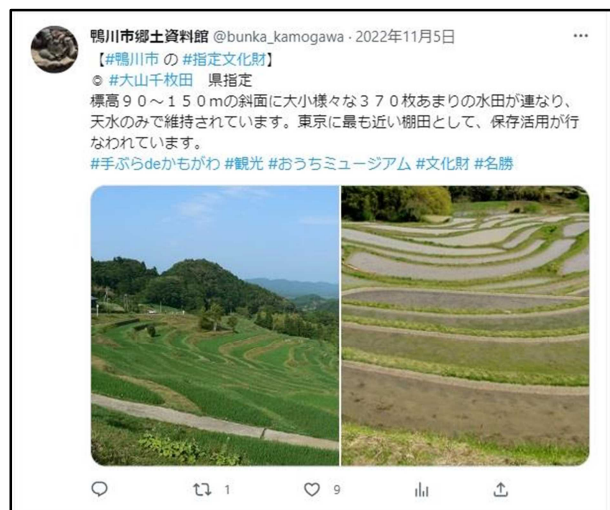 鴨川市郷土資料館 @bunka_kamogawa · 2022年11月5日
【#鴨川市 の #指定文化財】
◎ #大山千枚田　県指定
標高９０～１５０ｍの斜面に大小様々な３７０枚あまりの水田が連なり、
天水のみで維持されています。東京に最も近い棚田として、保存活用が行
なわれています。
#手ぶらdeかもがわ #観光 #おうちミュージアム #文化財 #名勝
1 9